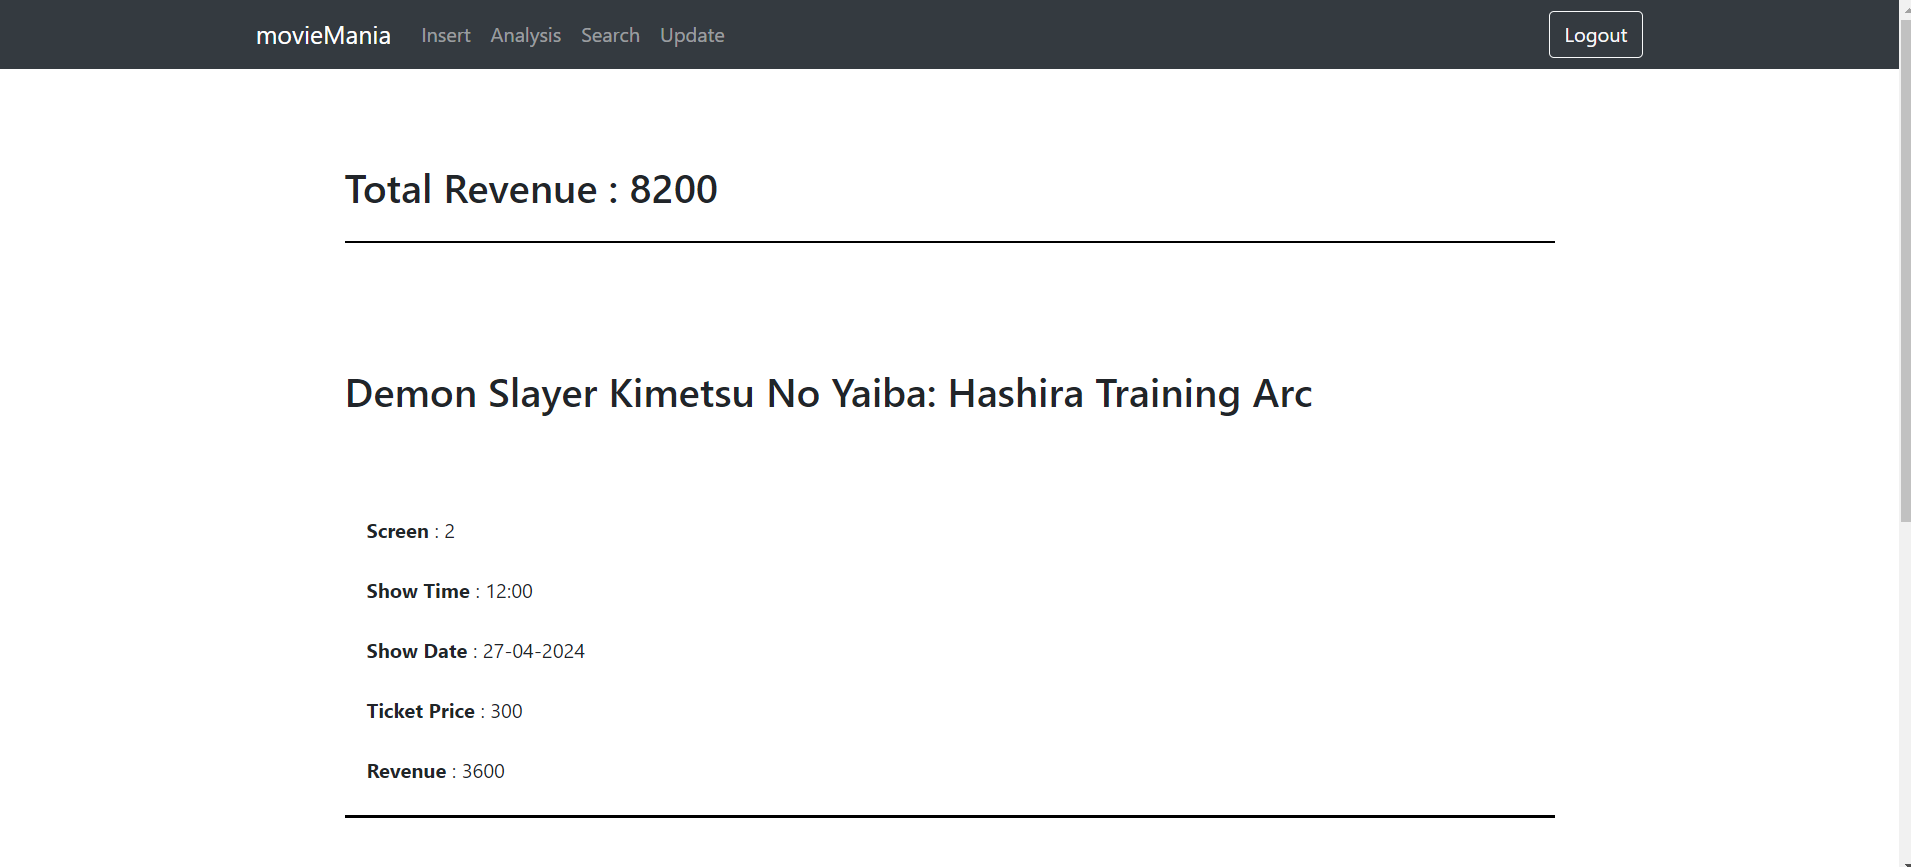 movieMania Insert Analysis Search Update Logout
Total Revenue : 8200
Demon Slayer Kimetsu No Yaiba: Hashira Training Arc
Screen : 2
Show Time : 12:00
Show Date : 27-04-2024
Ticket Price : 300
Revenue : 3600